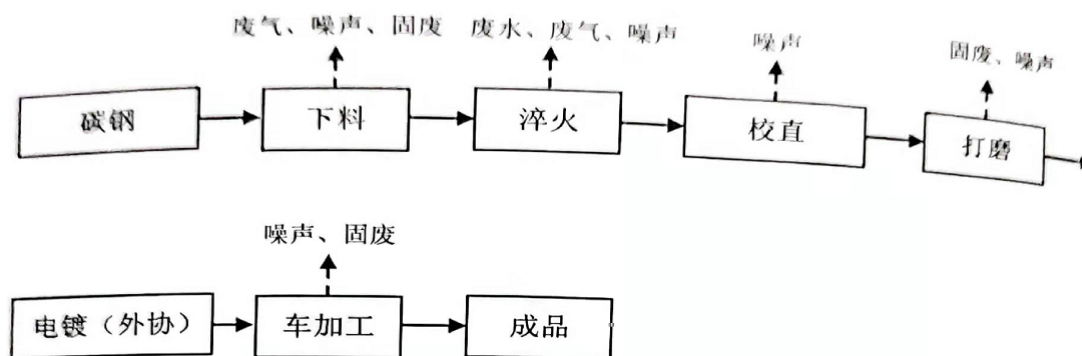 废气、噪声、固废
废水、废气、噪声
噪声
固废、噪声
碳钢
下料
淬火
校直
打磨
噪声、固废
电镀（外协）
车加工
成品